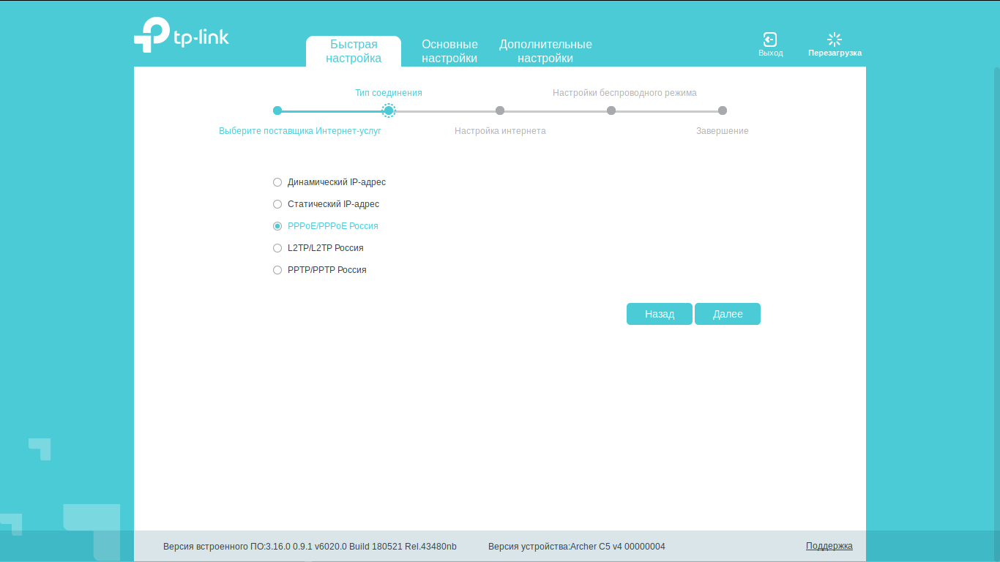 tp-link
Быстрая
настройка
Основные
настройки
Дополнительные
настройки
Выход
Перезагрузка
Тип соединения
Настройки беспроводного режима
Выберите поставщика Интернет-услуг
Настройка интернета
Завершение
Динамический IP-адрес
Статический IP-адрес
PPPoE/PPPoE Россия
L2TP/L2TP Россия
PPTP/PPTP Россия
Назад
Далее
Версия встроенного ПО:3.16.0 0.9.1 v6020.0 Build 180521 Rel.43480nb
Версия устройства:Archer C5 v4 00000004
Поддержка